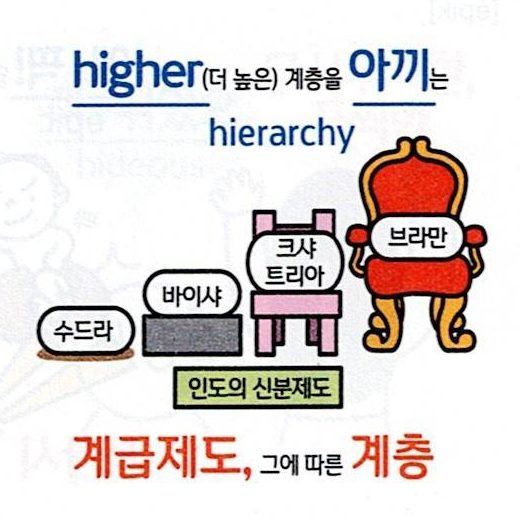 higher(더 높은) 계층을 아끼는
hierarchy
브라만
크샤
트리아
바이샤
수드라
인도의 신분제도
계급제도, 그에 따른 계층